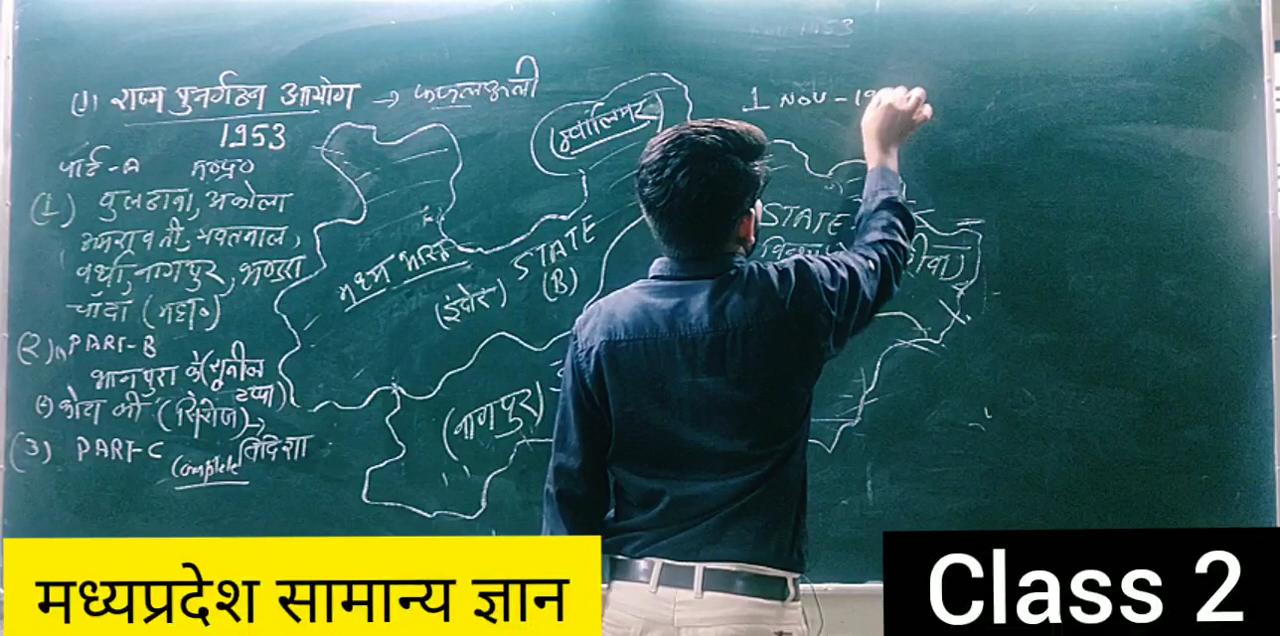 (1) राज्य पुनर्गठन आयोग → फजलअली
1953
पार्ट-A म०प्र०
(1) बुलढाना, अकोला
अमरावती, यवतमाल,
वर्धा, नागपुर, भण्डारा
चाँदा (महा०)
(2) PART-B
भानपुरा के (सुनील
टप्पा)
कोटा की (सिरोंज) →
(3) PART-C
Complete विदिशा
ग्वालियर
मध्य भारत
(इंदौर) STATE
(B)
(नागपुर)
1 NOV - 19
STATE
(रीवा)
मध्यप्रदेश सामान्य ज्ञान
Class 2